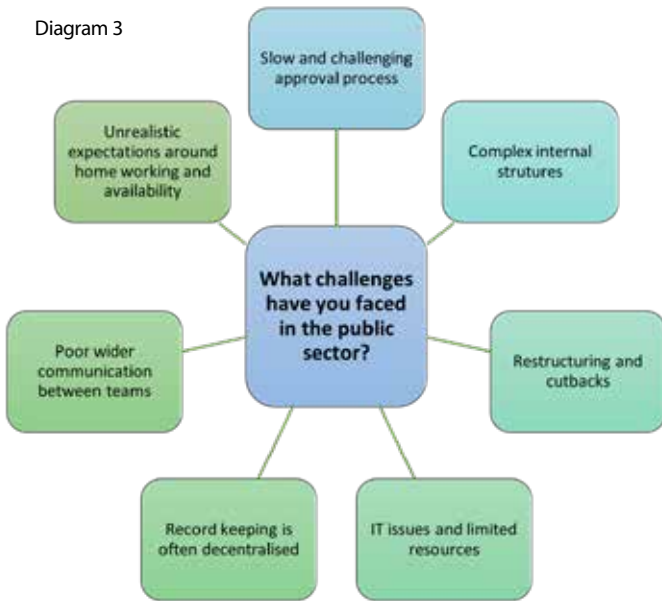 Diagram 3
Slow and challenging
approval process
Complex internal
strutures
Restructuring and
cutbacks
IT issues and limited
resources
Record keeping is
often decentralised
Poor wider
communication
between teams
Unrealistic
expectations around
home working and
availability
What challenges
have you faced
in the public
sector?